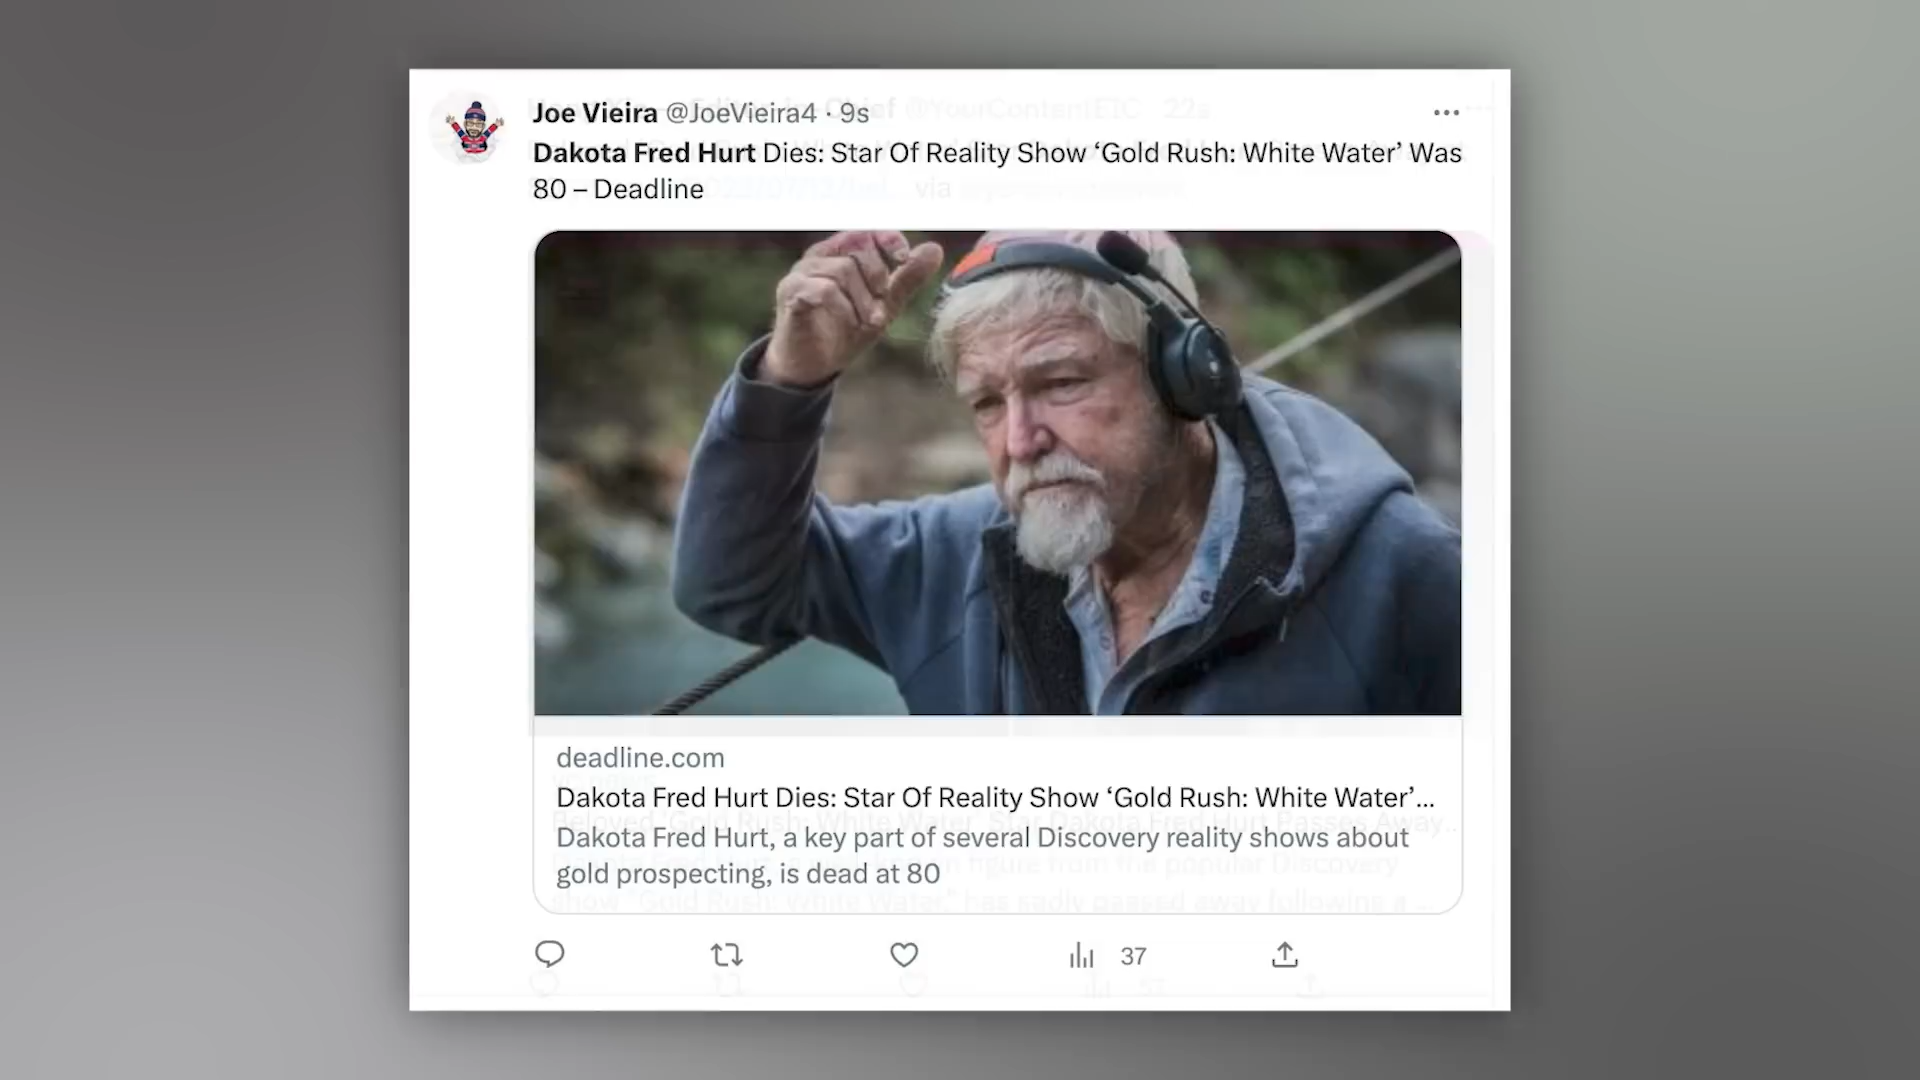 Joe Vieira @JoeVieira4 · 9s
Dakota Fred Hurt Dies: Star Of Reality Show ‘Gold Rush: White Water’ Was
80 – Deadline
deadline.com
Dakota Fred Hurt Dies: Star Of Reality Show ‘Gold Rush: White Water’...
Dakota Fred Hurt, a key part of several Discovery reality shows about
gold prospecting, is dead at 80
37